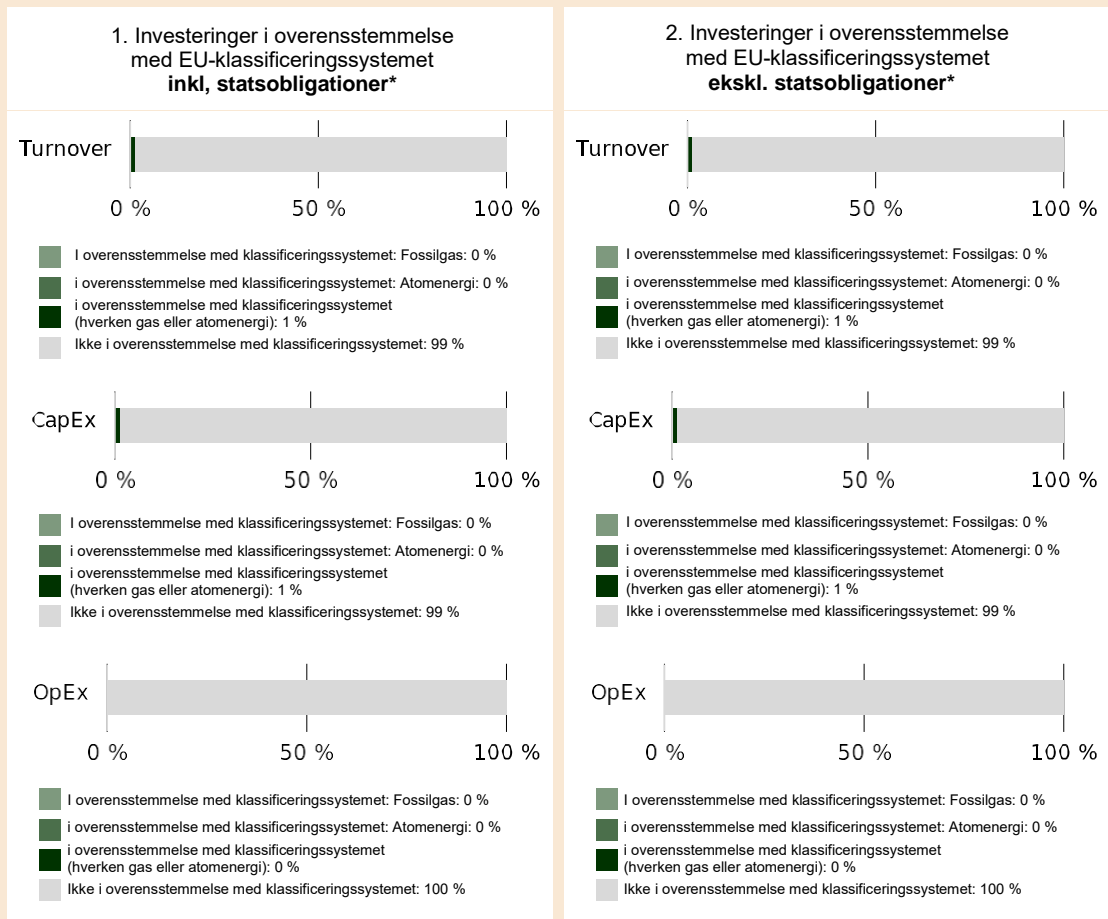 1. Investeringer i overensstemmelse
med EU-klassificeringssystemet
inkl, statsobligationer*
Turnover
0 % 50 % 100 %
I overensstemmelse med klassificeringssystemet: Fossilgas: 0 %
i overensstemmelse med klassificeringssystemet: Atomenergi: 0 %
i overensstemmelse med klassificeringssystemet
(hverken gas eller atomenergi): 1 %
Ikke i overensstemmelse med klassificeringssystemet: 99 %
CapEx
0 % 50 % 100 %
I overensstemmelse med klassificeringssystemet: Fossilgas: 0 %
i overensstemmelse med klassificeringssystemet: Atomenergi: 0 %
i overensstemmelse med klassificeringssystemet
(hverken gas eller atomenergi): 1 %
Ikke i overensstemmelse med klassificeringssystemet: 99 %
OpEx
0 % 50 % 100 %
I overensstemmelse med klassificeringssystemet: Fossilgas: 0 %
i overensstemmelse med klassificeringssystemet: Atomenergi: 0 %
i overensstemmelse med klassificeringssystemet
(hverken gas eller atomenergi): 0 %
Ikke i overensstemmelse med klassificeringssystemet: 100 %
2. Investeringer i overensstemmelse
med EU-klassificeringssystemet
ekskl. statsobligationer*
Turnover
0 % 50 % 100 %
I overensstemmelse med klassificeringssystemet: Fossilgas: 0 %
i overensstemmelse med klassificeringssystemet: Atomenergi: 0 %
i overensstemmelse med klassificeringssystemet
(hverken gas eller atomenergi): 1 %
Ikke i overensstemmelse med klassificeringssystemet: 99 %
CapEx
0 % 50 % 100 %
I overensstemmelse med klassificeringssystemet: Fossilgas: 0 %
i overensstemmelse med klassificeringssystemet: Atomenergi: 0 %
i overensstemmelse med klassificeringssystemet
(hverken gas eller atomenergi): 1 %
Ikke i overensstemmelse med klassificeringssystemet: 99 %
OpEx
0 % 50 % 100 %
I overensstemmelse med klassificeringssystemet: Fossilgas: 0 %
i overensstemmelse med klassificeringssystemet: Atomenergi: 0 %
i overensstemmelse med klassificeringssystemet
(hverken gas eller atomenergi): 0 %
Ikke i overensstemmelse med klassificeringssystemet: 100 %